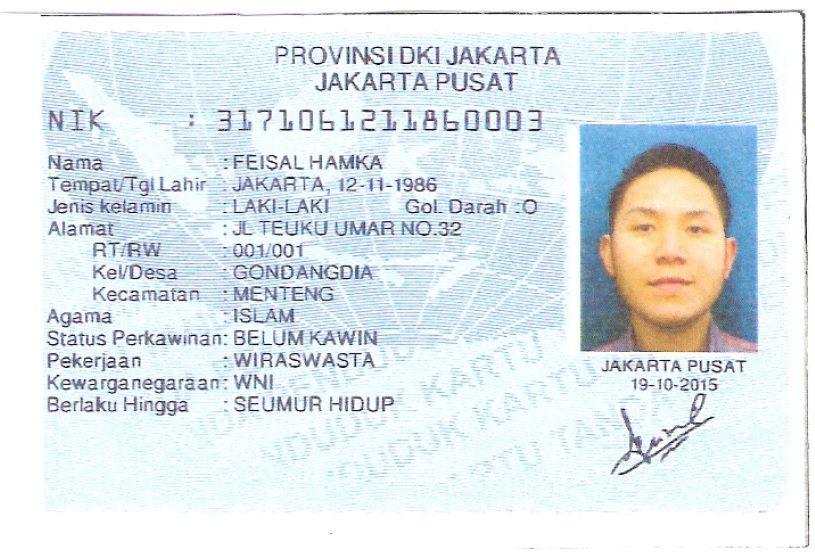 PROVINSI DKI JAKARTA
JAKARTA PUSAT
NIK : 3171061211860003
Nama : FEISAL HAMKA
Tempat/Tgl Lahir : JAKARTA, 12-11-1986
Jenis kelamin : LAKI-LAKI Gol. Darah : O
Alamat : JL TEUKU UMAR NO.32
RT/RW : 001/001
Kel/Desa : GONDANGDIA
Kecamatan : MENTENG
Agama : ISLAM
Status Perkawinan: BELUM KAWIN
Pekerjaan : WIRASWASTA
Kewarganegaraan: WNI
Berlaku Hingga : SEUMUR HIDUP
JAKARTA PUSAT
19-10-2015